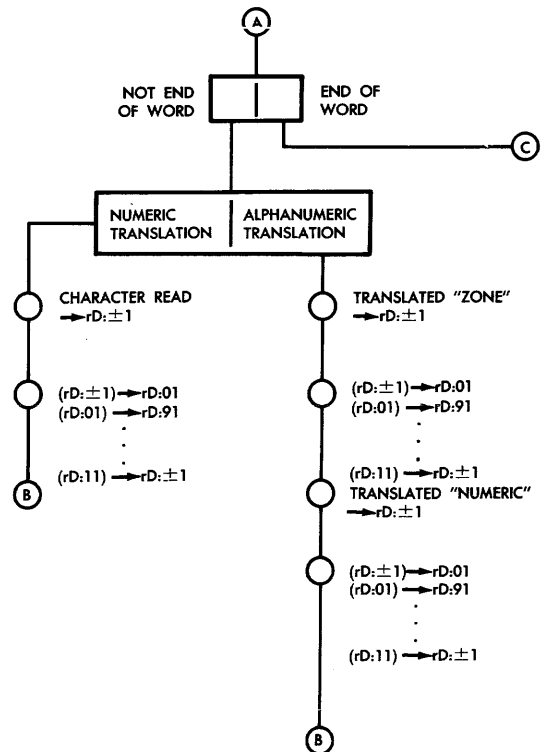 A
NOT END
OF WORD
END OF
WORD
C
NUMERIC
TRANSLATION
ALPHANUMERIC
TRANSLATION
CHARACTER READ
→rD:±1
(rD:±1)→rD:01
(rD:01)→rD:91
(rD:11)→rD:±1
B
TRANSLATED "ZONE"
→rD:±1
(rD:±1)→rD:01
(rD:01)→rD:91
(rD:11)→rD:±1
TRANSLATED "NUMERIC"
→rD:±1
(rD:±1)→rD:01
(rD:01)→rD:91
(rD:11)→rD:±1
B